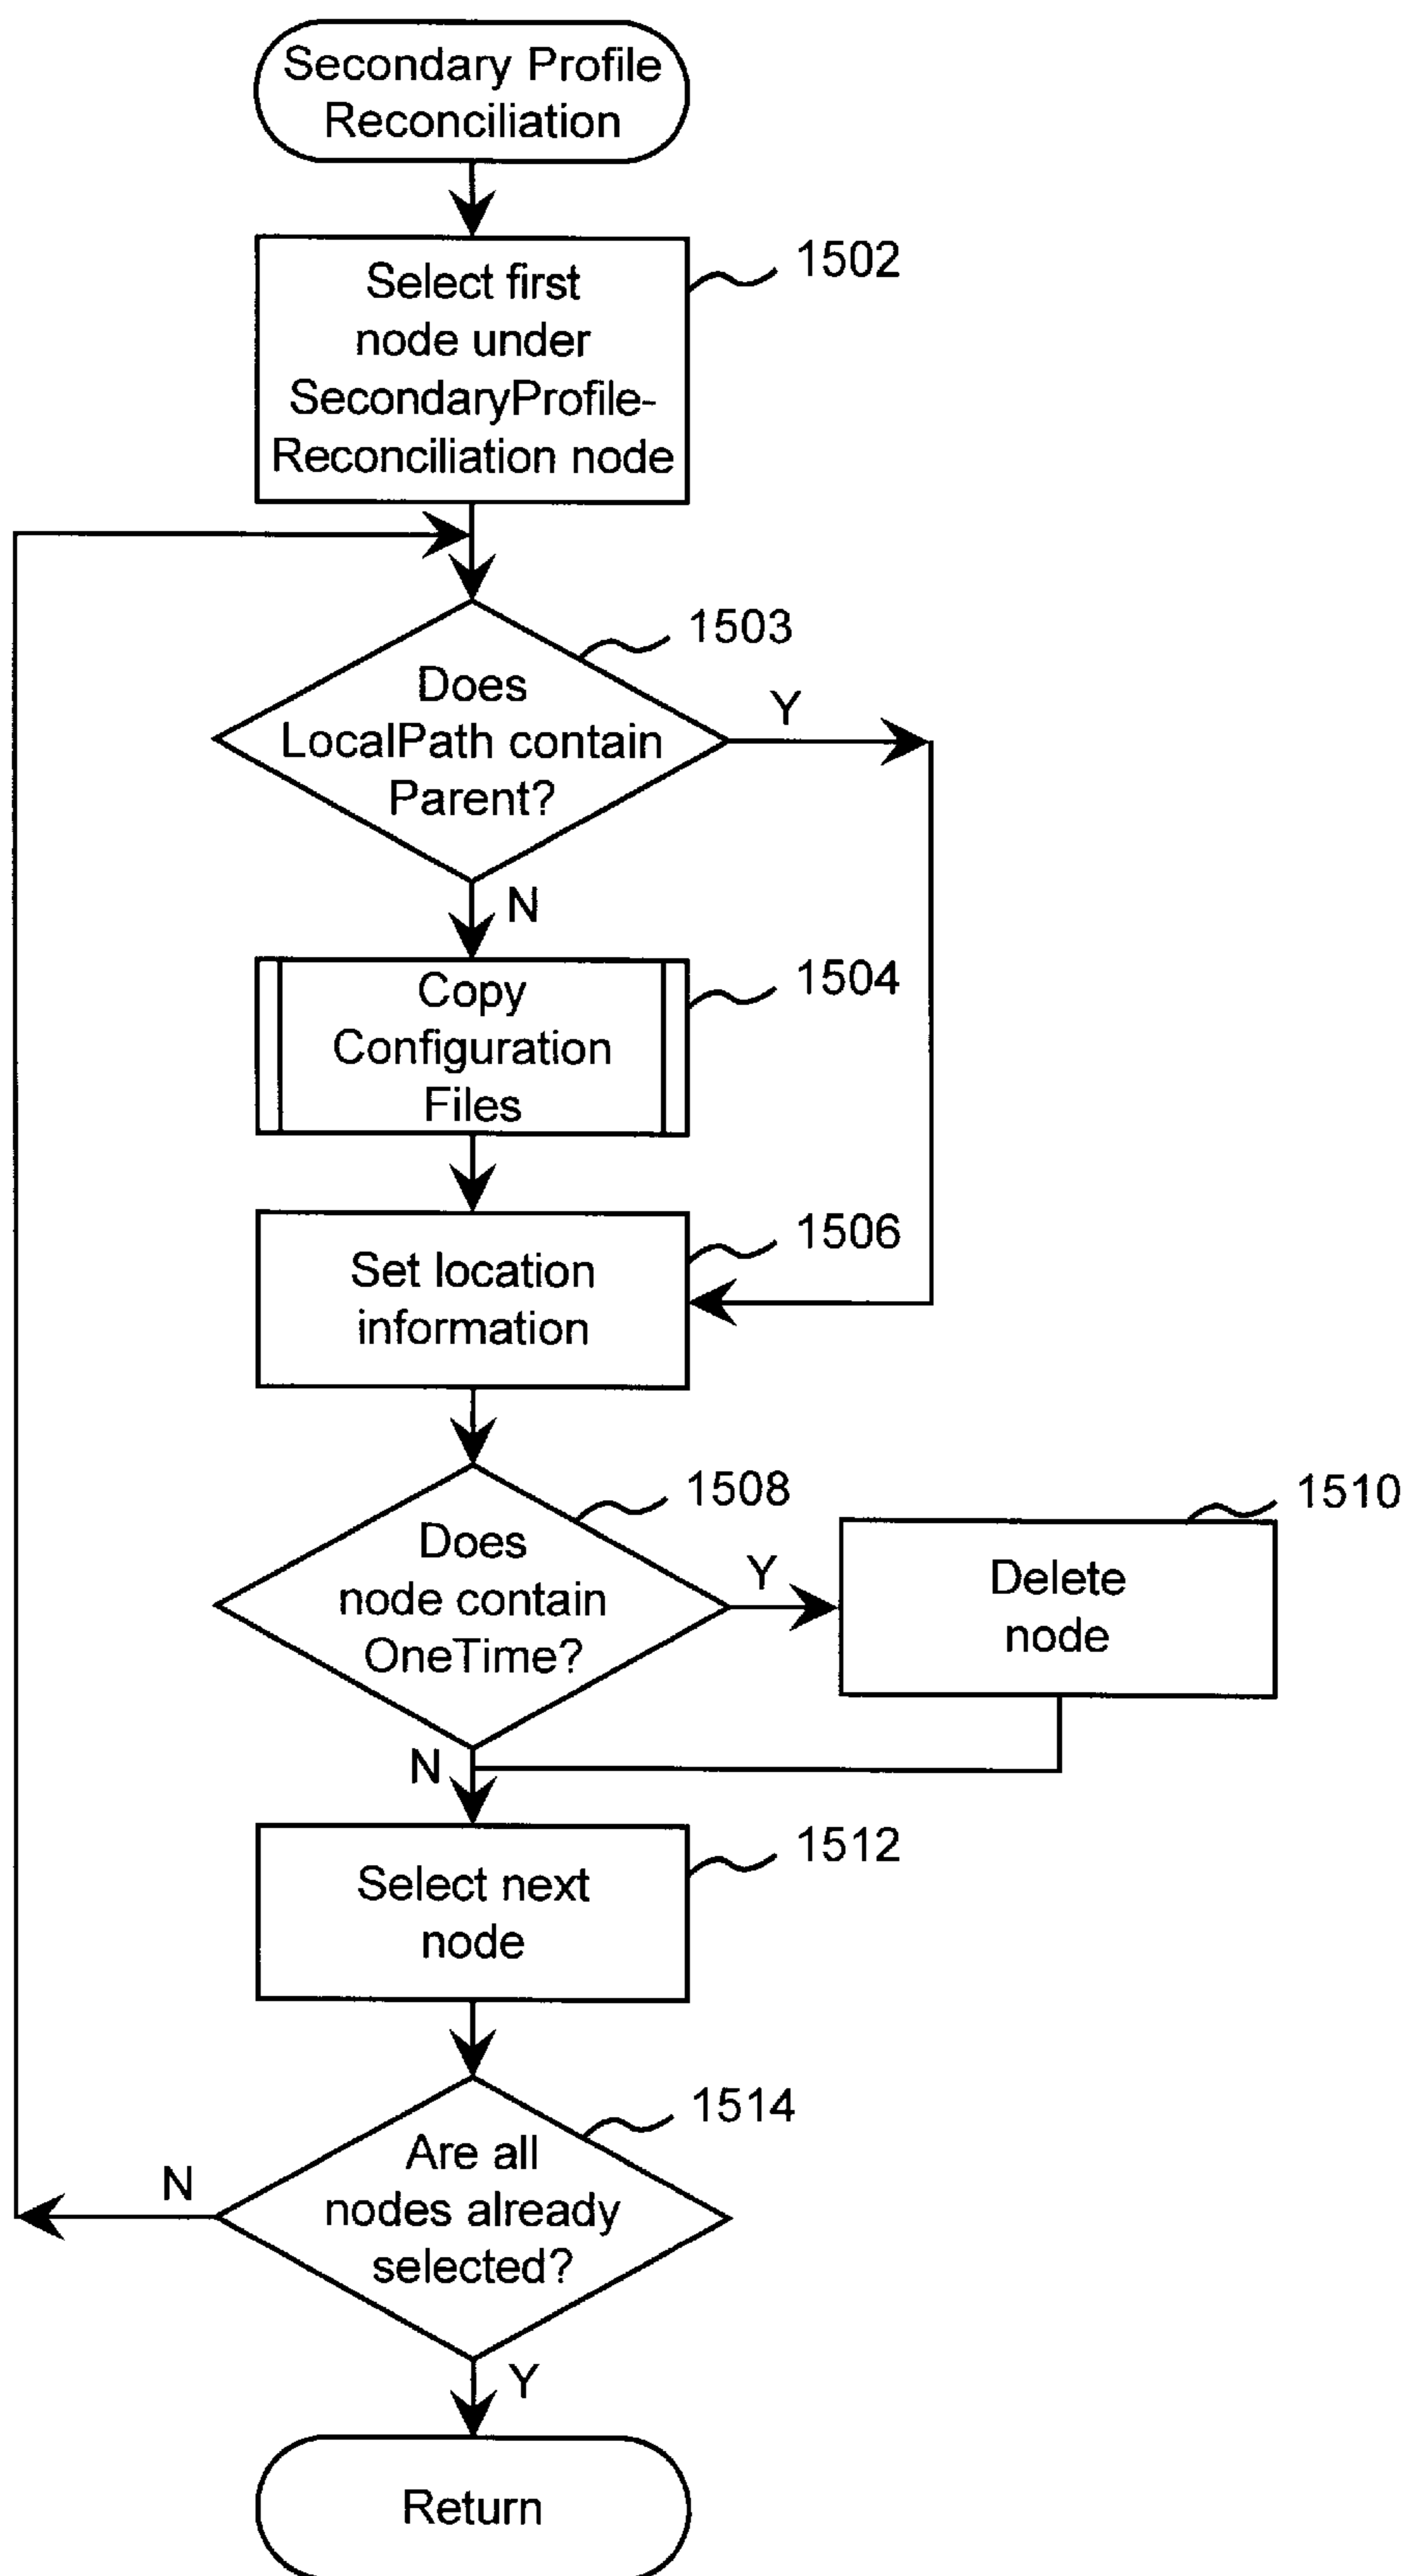 Secondary Profile
Reconciliation
Select first
node under
SecondaryProfile-
Reconciliation node
1502
Does
LocalPath contain
Parent?
1503
Y
N
Copy
Configuration
Files
1504
Set location
information
1506
Does
node contain
OneTime?
1508
Y
N
Delete
node
1510
Select next
node
1512
Are all
nodes already
selected?
1514
N
Y
Return